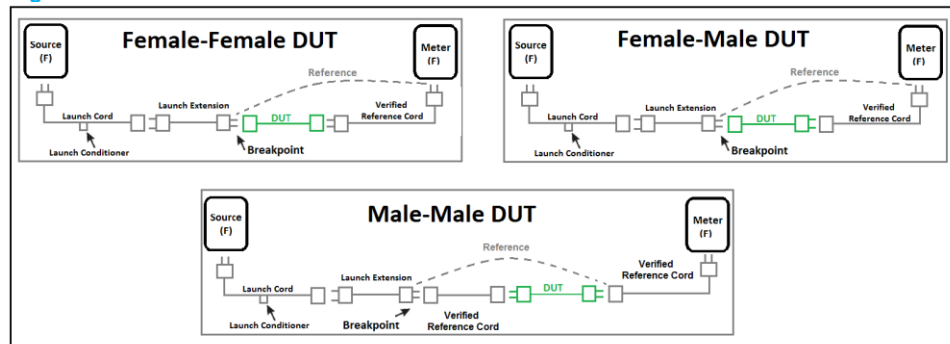 Female-Female DUT
Source
(F)
Meter
(F)
Reference
Launch Cord
Launch Extension
DUT
Verified
Reference Cord
Breakpoint
Launch Conditioner
Female-Male DUT
Source
(F)
Meter
(F)
Reference
Launch Cord
Launch Extension
DUT
Verified
Reference Cord
Breakpoint
Launch Conditioner
Male-Male DUT
Source
(F)
Meter
(F)
Reference
Verified
Reference Cord
Launch Cord
Launch Extension
DUT
Launch Conditioner
Breakpoint
Verified
Reference Cord